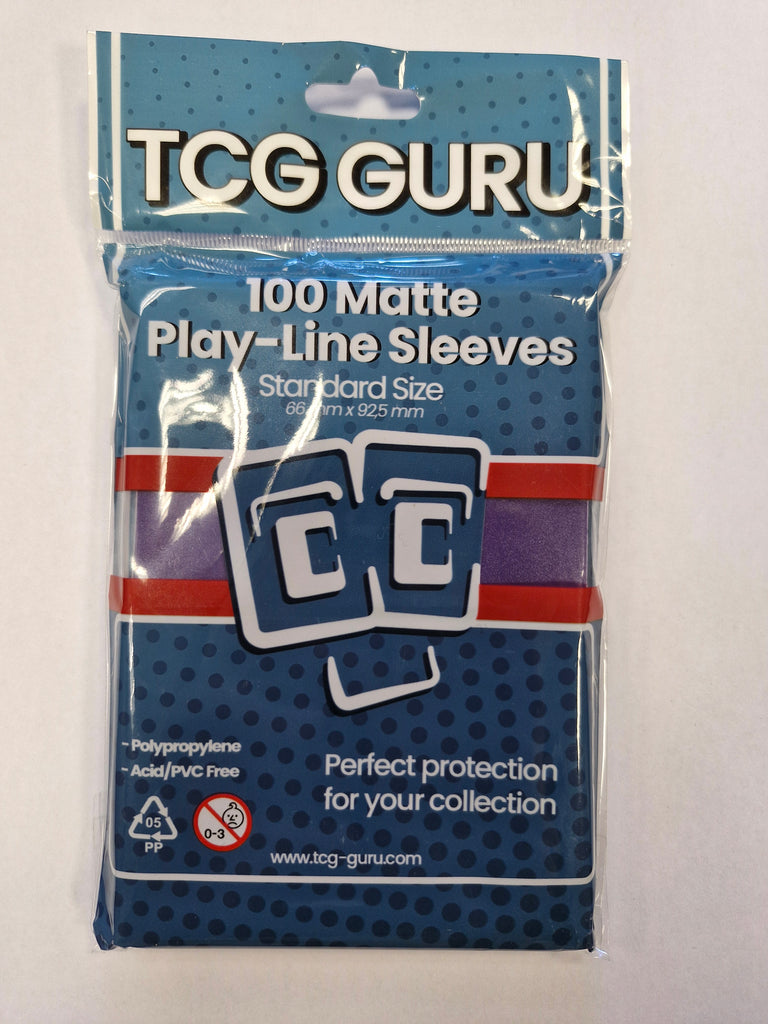 TCG GURU
100 Matte
Play-Line Sleeves
Standard Size
66 mm x 92,5 mm
- Polypropylene
- Acid/PVC Free
Perfect protection
for your collection
05
PP
0-3
www.tcg-guru.com